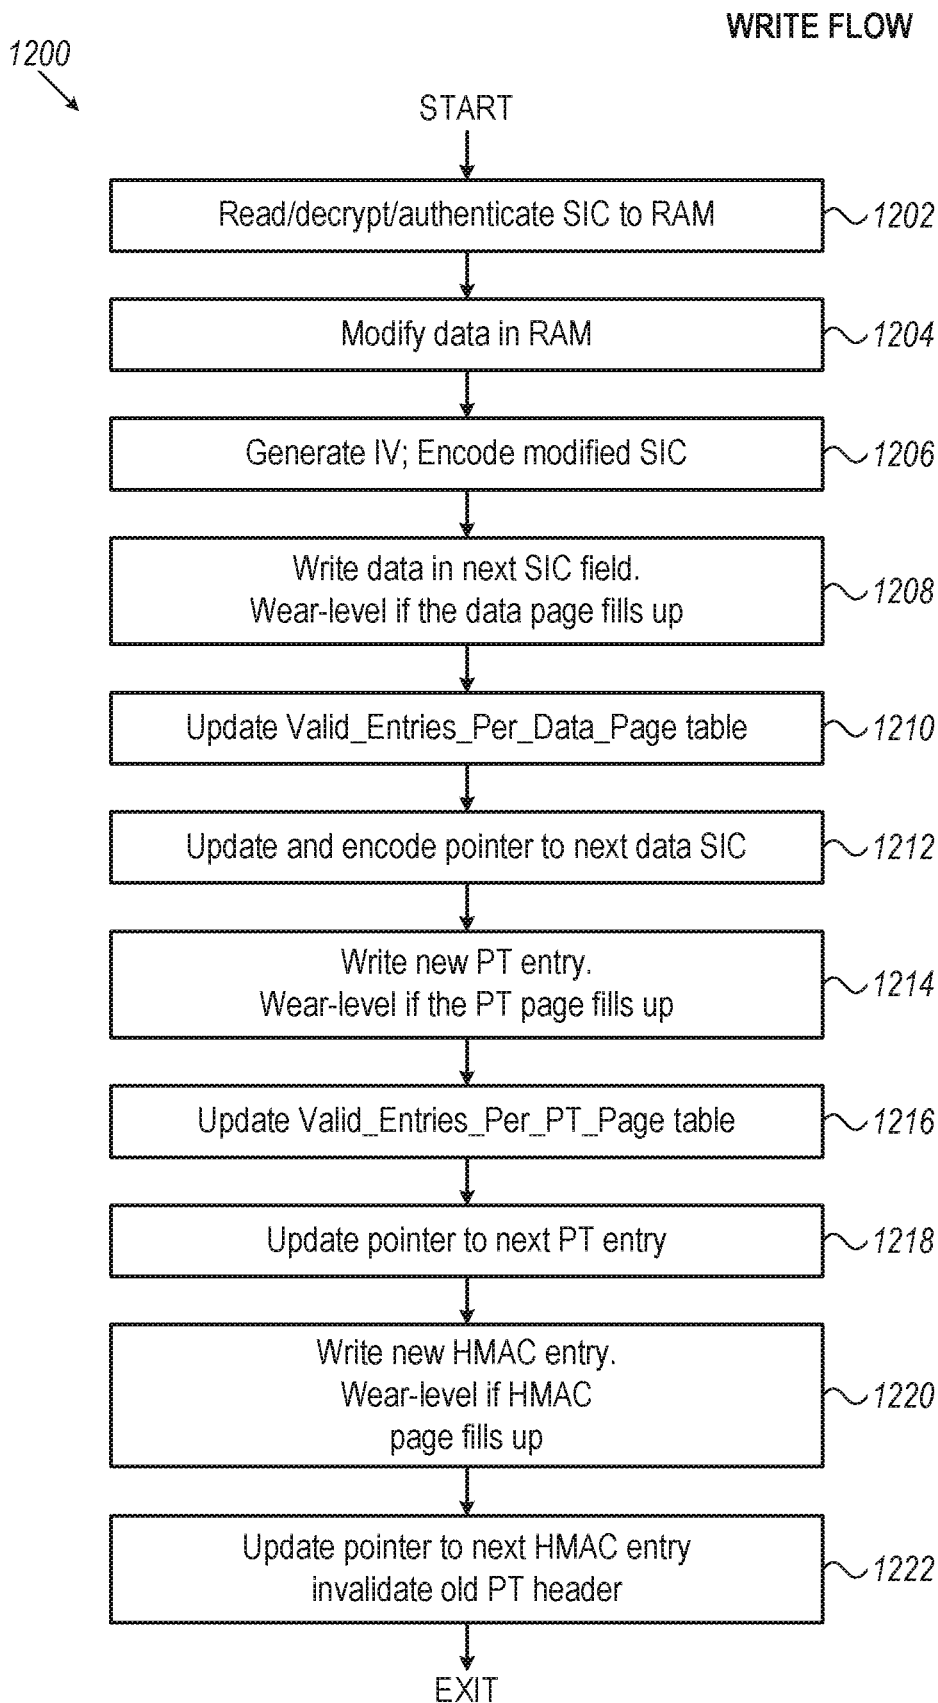 WRITE FLOW
1200
START
Read/decrypt/authenticate SIC to RAM
1202
Modify data in RAM
1204
Generate IV; Encode modified SIC
1206
Write data in next SIC field.
Wear-level if the data page fills up
1208
Update Valid_Entries_Per_Data_Page table
1210
Update and encode pointer to next data SIC
1212
Write new PT entry.
Wear-level if the PT page fills up
1214
Update Valid_Entries_Per_PT_Page table
1216
Update pointer to next PT entry
1218
Write new HMAC entry.
Wear-level if HMAC
page fills up
1220
Update pointer to next HMAC entry
invalidate old PT header
1222
EXIT